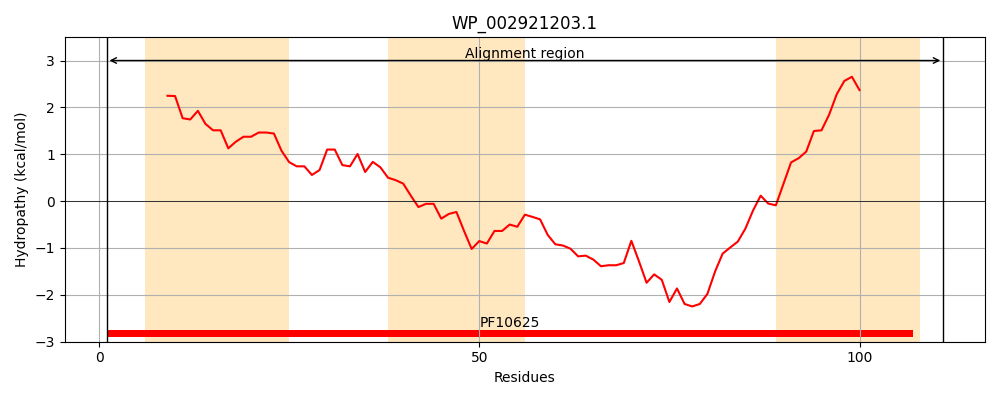 WP_002921203.1
Alignment region
Hydropathy (kcal/mol)
3
2
1
0
−1
−2
−3
PF10625
0
50
100
Residues